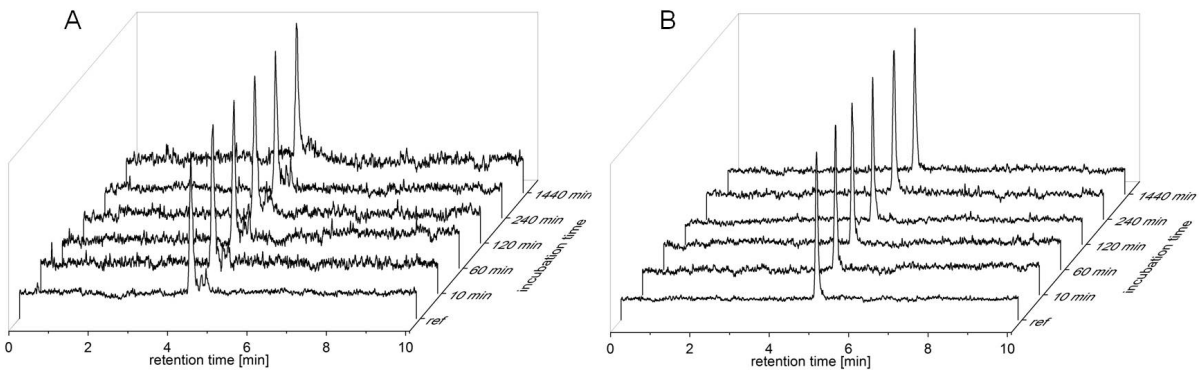 A
1440 min
240 min
120 min
60 min
10 min
ref
incubation time
0 2 4 6 8 10
retention time [min]
B
1440 min
240 min
120 min
60 min
10 min
ref
incubation time
0 2 4 6 8 10
retention time [min]